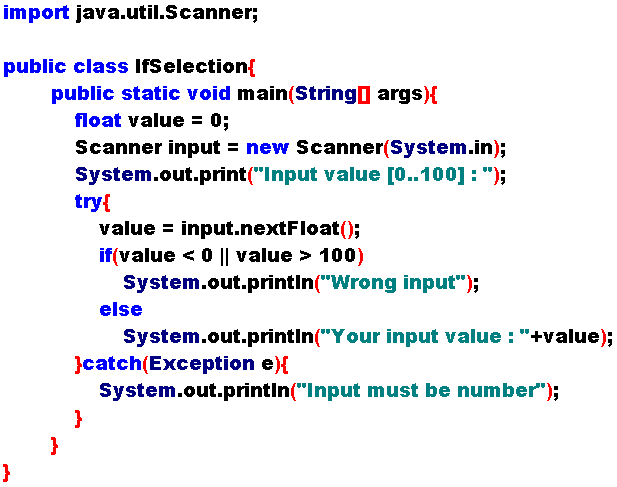 import java.util.Scanner;
public class IfSelection{
public static void main(String[] args){
float value = 0;
Scanner input = new Scanner(System.in);
System.out.print("Input value [0..100] : ");
try{
value = input.nextFloat();
if(value < 0 || value > 100)
System.out.println("Wrong input");
else
System.out.println("Your input value : "+value);
}catch(Exception e){
System.out.println("Input must be number");
}
}
}